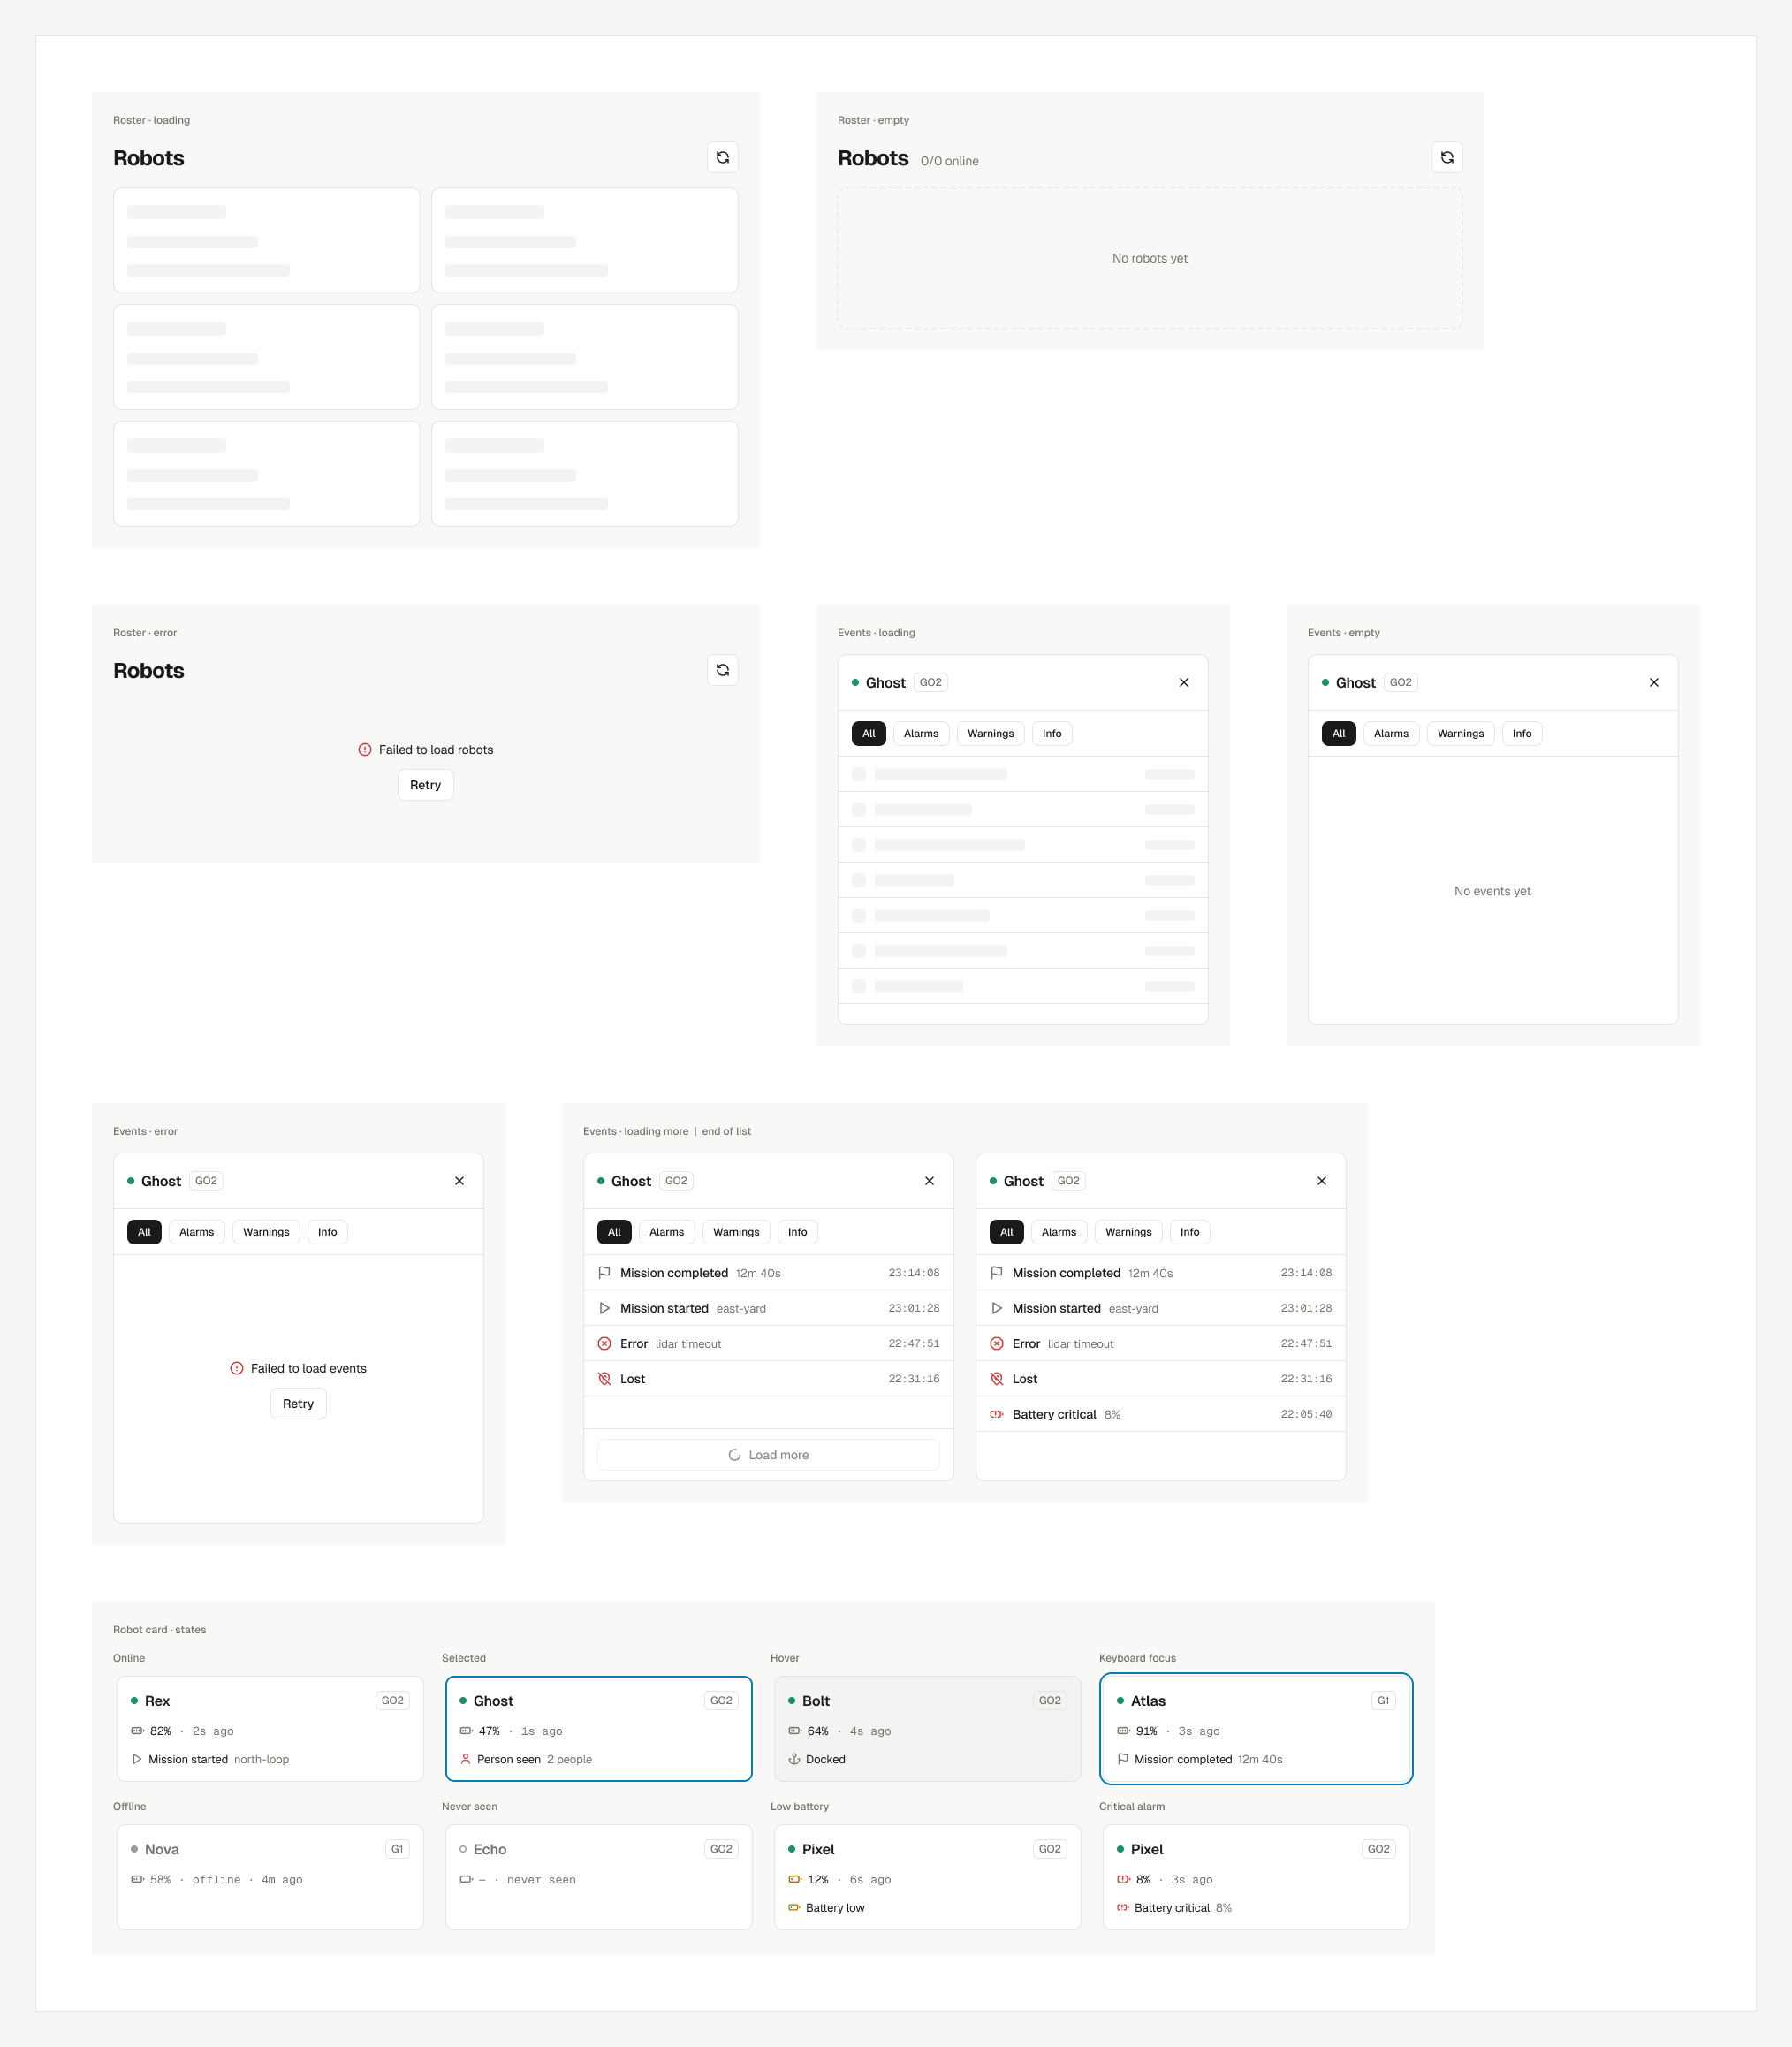 Roster · loading
Robots
Roster · empty
Robots 0/0 online
No robots yet
Roster · error
Robots
Failed to load robots
Retry
Events · loading
Ghost GO2
All Alarms Warnings Info
Events · empty
Ghost GO2
All Alarms Warnings Info
No events yet
Events · error
Ghost GO2
All Alarms Warnings Info
Failed to load events
Retry
Events · loading more | end of list
Ghost GO2
All Alarms Warnings Info
Mission completed 12m 40s 23:14:08
Mission started east-yard 23:01:28
Error lidar timeout 22:47:51
Lost 22:31:16
Load more
Ghost GO2
All Alarms Warnings Info
Mission completed 12m 40s 23:14:08
Mission started east-yard 23:01:28
Error lidar timeout 22:47:51
Lost 22:31:16
Battery critical 8% 22:05:40
Robot card · states
Online
Rex GO2
82% · 2s ago
Mission started north-loop
Selected
Ghost GO2
47% · 1s ago
Person seen 2 people
Hover
Bolt GO2
64% · 4s ago
Docked
Keyboard focus
Atlas G1
91% · 3s ago
Mission completed 12m 40s
Offline
Nova G1
58% · offline · 4m ago
Never seen
Echo GO2
— · never seen
Low battery
Pixel GO2
12% · 6s ago
Battery low
Critical alarm
Pixel GO2
8% · 3s ago
Battery critical 8%